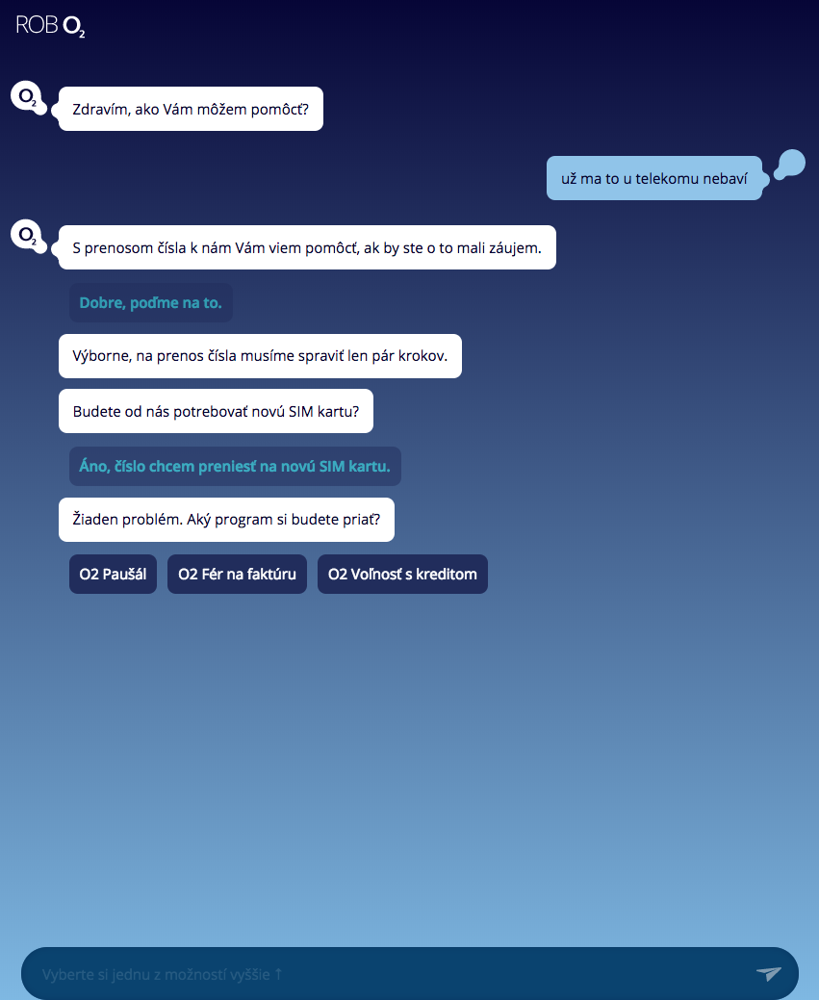 ROB O2
O2
Zdravím, ako Vám môžem pomôcť?
už ma to u telekomu nebaví
O2
S prenosom čísla k nám Vám viem pomôcť, ak by ste o to mali záujem.
Dobre, poďme na to.
Výborne, na prenos čísla musíme spraviť len pár krokov.
Budete od nás potrebovať novú SIM kartu?
Áno, číslo chcem preniesť na novú SIM kartu.
Žiaden problém. Aký program si budete priať?
O2 Paušál O2 Fér na faktúru O2 Voľnosť s kreditom
Vyberte si jednu z možností vyššie ↑